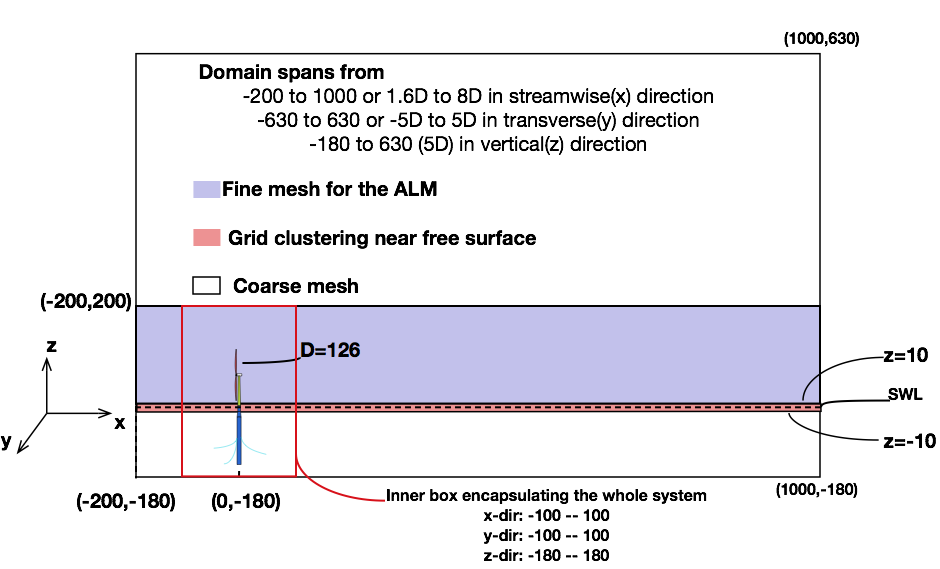 (1000,630)
Domain spans from
-200 to 1000 or 1.6D to 8D in streamwise(x) direction
-630 to 630 or -5D to 5D in transverse(y) direction
-180 to 630 (5D) in vertical(z) direction
Fine mesh for the ALM
Grid clustering near free surface
Coarse mesh
(-200,200)
D=126
z
x
y
z=10
SWL
z=-10
(-200,-180)
(0,-180)
(1000,-180)
Inner box encapsulating the whole system
x-dir: -100 -- 100
y-dir: -100 -- 100
z-dir: -180 -- 180